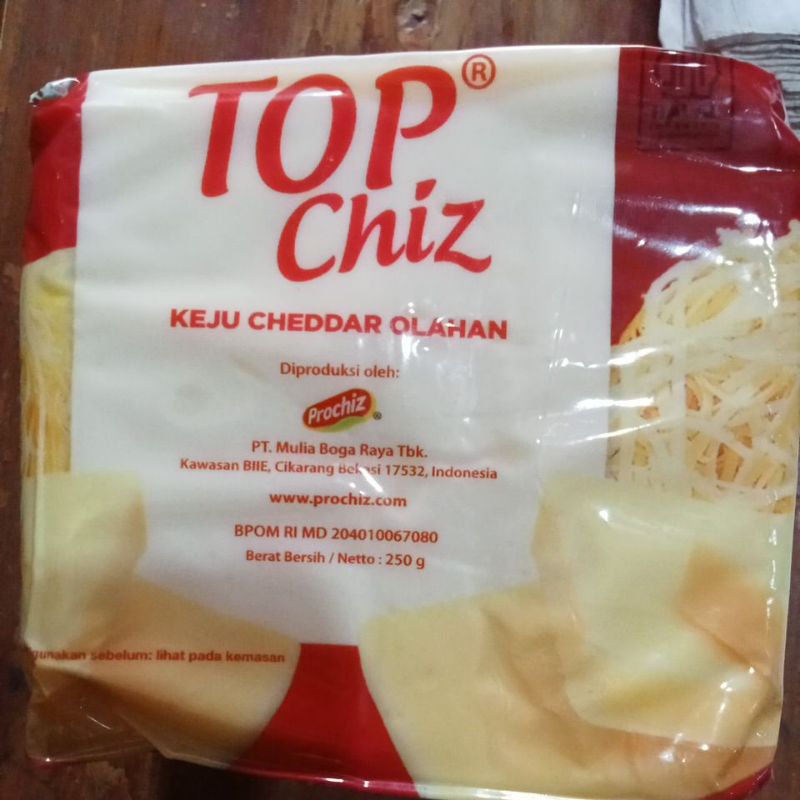 TOP®
Chiz
KEJU CHEDDAR OLAHAN
Diproduksi oleh:
Prochiz®
PT. Mulia Boga Raya Tbk.
Kawasan BIIE, Cikarang Bekasi 17532, Indonesia
www.prochiz.com
BPOM RI MD 204010067080
Berat Bersih / Netto : 250 g
gunakan sebelum: lihat pada kemasan